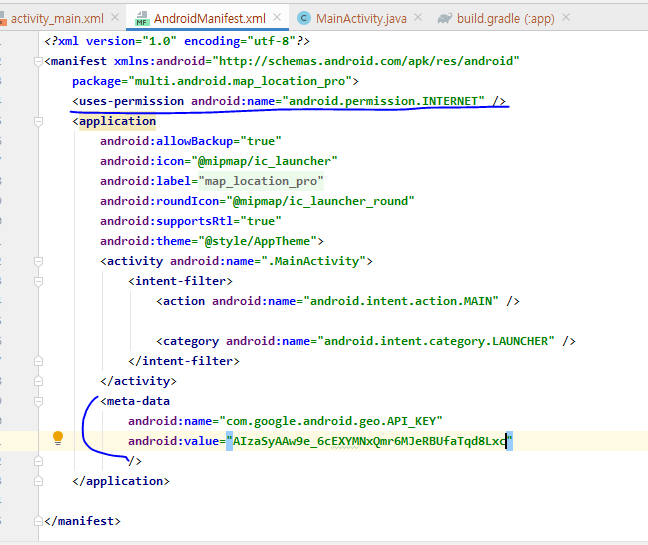 activity_main.xml AndroidManifest.xml MainActivity.java build.gradle (:app)
<?xml version="1.0" encoding="utf-8"?>
<manifest xmlns:android="http://schemas.android.com/apk/res/android"
package="multi.android.map_location_pro">
<uses-permission android:name="android.permission.INTERNET" />
<application
android:allowBackup="true"
android:icon="@mipmap/ic_launcher"
android:label="map_location_pro"
android:roundIcon="@mipmap/ic_launcher_round"
android:supportsRtl="true"
android:theme="@style/AppTheme">
<activity android:name=".MainActivity">
<intent-filter>
<action android:name="android.intent.action.MAIN" />
<category android:name="android.intent.category.LAUNCHER" />
</intent-filter>
</activity>
<meta-data
android:name="com.google.android.geo.API_KEY"
android:value="AIzaSyAAw9e_6cEXYMNxQmr6MJeRBUfaTqd8Lxc"
/>
</application>
</manifest>